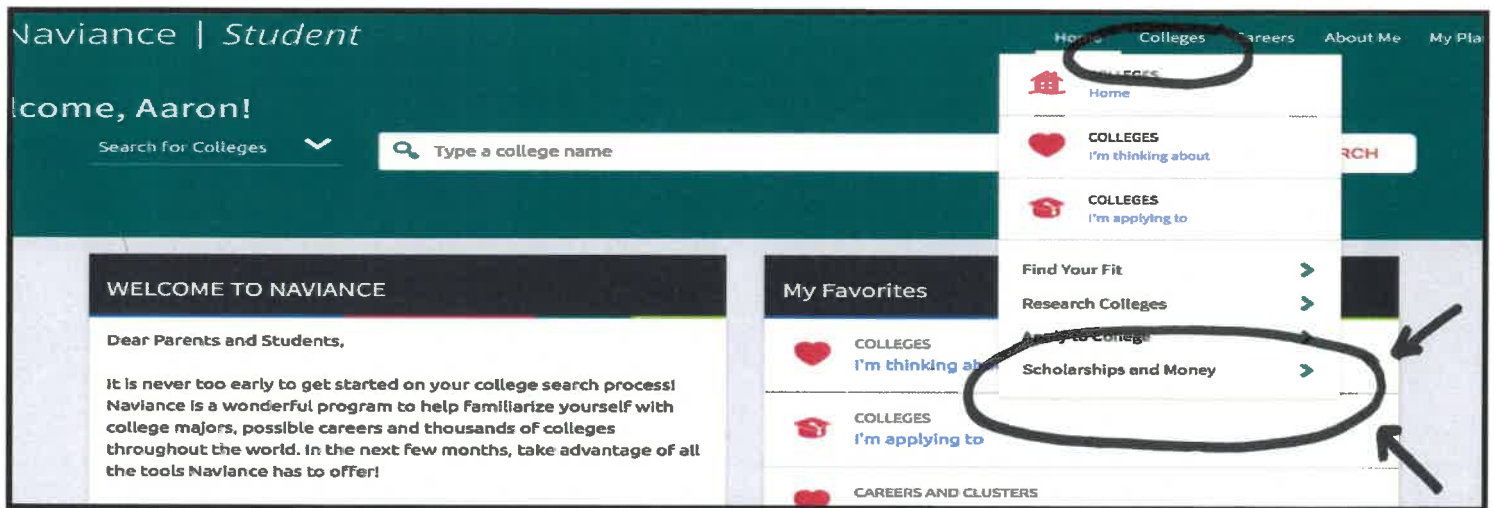 Naviance | Student
Home Colleges Careers About Me My Pla
lcome, Aaron!
Search for Colleges
Type a college name
RCH
COLLEGES
Home
COLLEGES
I'm thinking about
COLLEGES
I'm applying to
Find Your Fit
Research Colleges
Apply to College
Scholarships and Money
WELCOME TO NAVIANCE
Dear Parents and Students,
It is never too early to get started on your college search process!
Naviance is a wonderful program to help familiarize yourself with
college majors, possible careers and thousands of colleges
throughout the world. In the next few months, take advantage of all
the tools Naviance has to offer!
My Favorites
COLLEGES
I'm thinking ab
COLLEGES
I'm applying to
CAREERS AND CLUSTERS